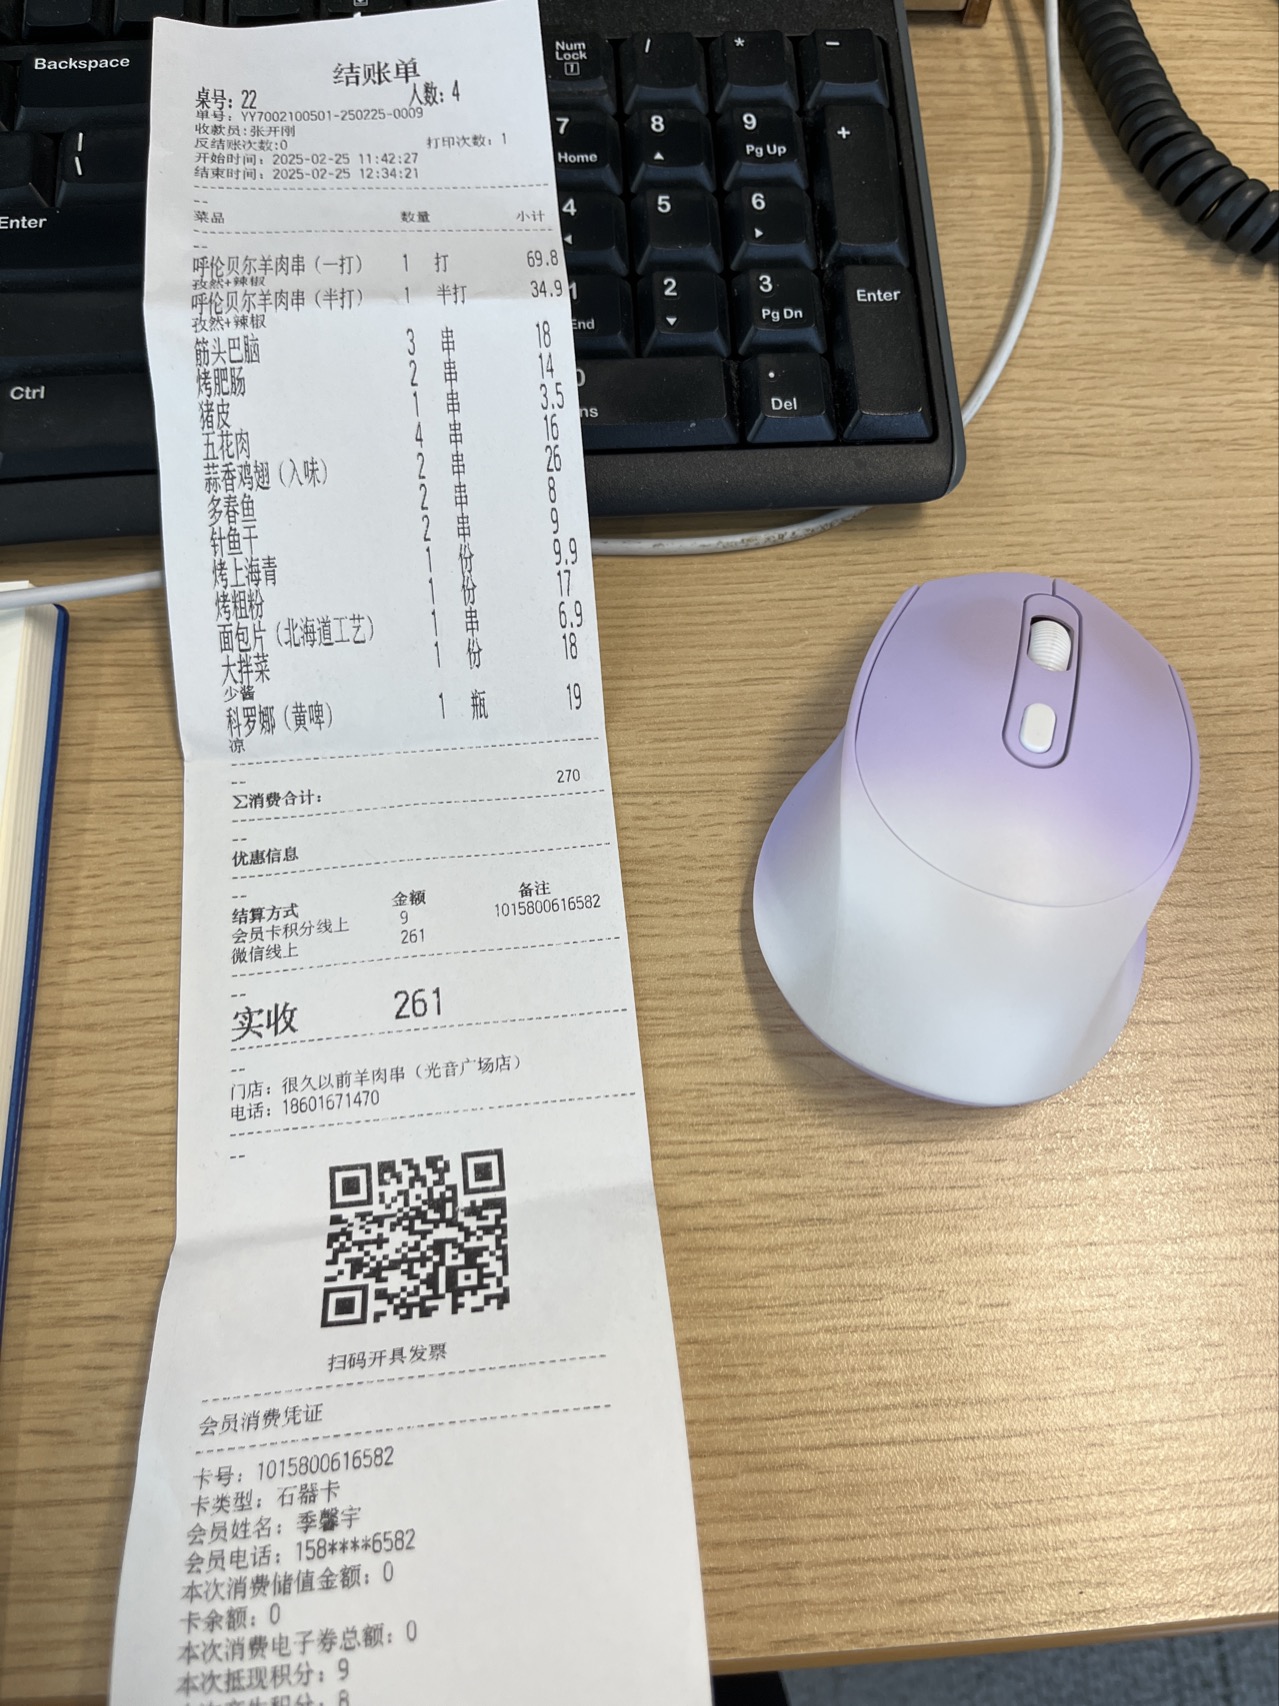 结账单
桌号：22 人数：4
单号：YY7002100501-250225-0009
收款员:张开刚
反结账次数:0 打印次数：1
开始时间：2025-02-25 11:42:27
结束时间：2025-02-25 12:34:21
--
菜品 数量 小计
--
呼伦贝尔羊肉串（一打） 1 打 69.8
孜然+辣椒
呼伦贝尔羊肉串（半打） 1 半打 34.9
孜然+辣椒
筋头巴脑 3 串 18
烤肥肠 2 串 14
猪皮 1 串 3.5
五花肉 4 串 16
蒜香鸡翅（入味） 2 串 26
多春鱼 2 串 8
针鱼干 2 串 9
烤上海青 1 份 9.9
烤粗粉 1 份 17
面包片（北海道工艺） 1 串 6.9
大拌菜 1 份 18
少酱
科罗娜（黄啤） 1 瓶 19
凉
--
∑消费合计： 270
--
优惠信息
--
结算方式 金额 备注
会员卡积分线上 9 1015800616582
微信线上 261
--
实收 261
--
门店：很久以前羊肉串（光音广场店）
电话：18601671470
--
扫码开具发票
会员消费凭证
卡号：1015800616582
卡类型：石器卡
会员姓名：季馨宇
会员电话：158****6582
本次消费储值金额：0
卡余额：0
本次消费电子券总额：0
本次抵现积分：9
Backspace
Enter
Ctrl
Num Lock
/
*
-
7 Home
8
9 Pg Up
+
4
5
6
1 End
2
3 Pg Dn
Enter
.
Del